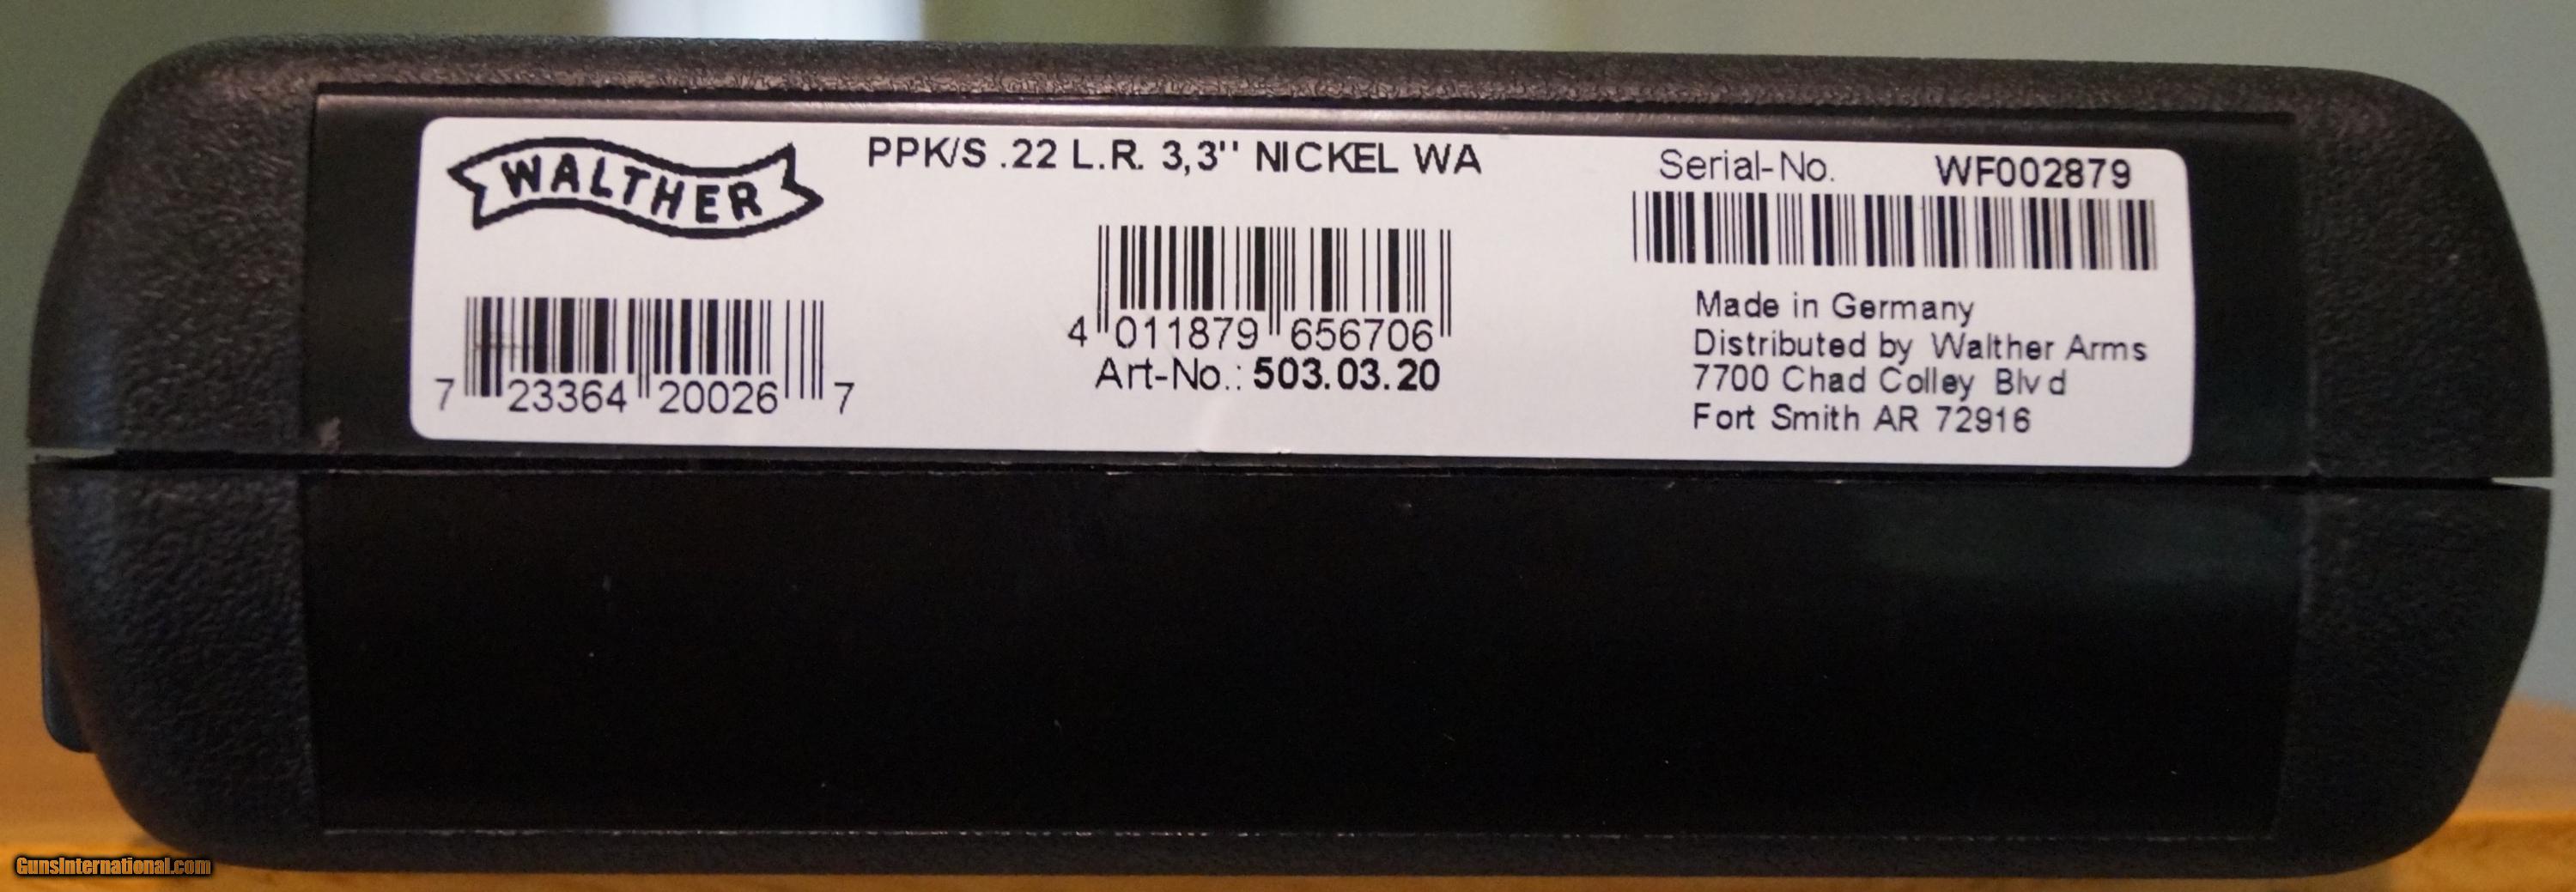 WALTHER
PPK/S .22 L.R. 3,3'' NICKEL WA
Serial-No. WF002879
7 23364 20026 7
4 011879 656706
Art-No.: 503.03.20
Made in Germany
Distributed by Walther Arms
7700 Chad Colley Blvd
Fort Smith AR 72916
GunsInternational.com